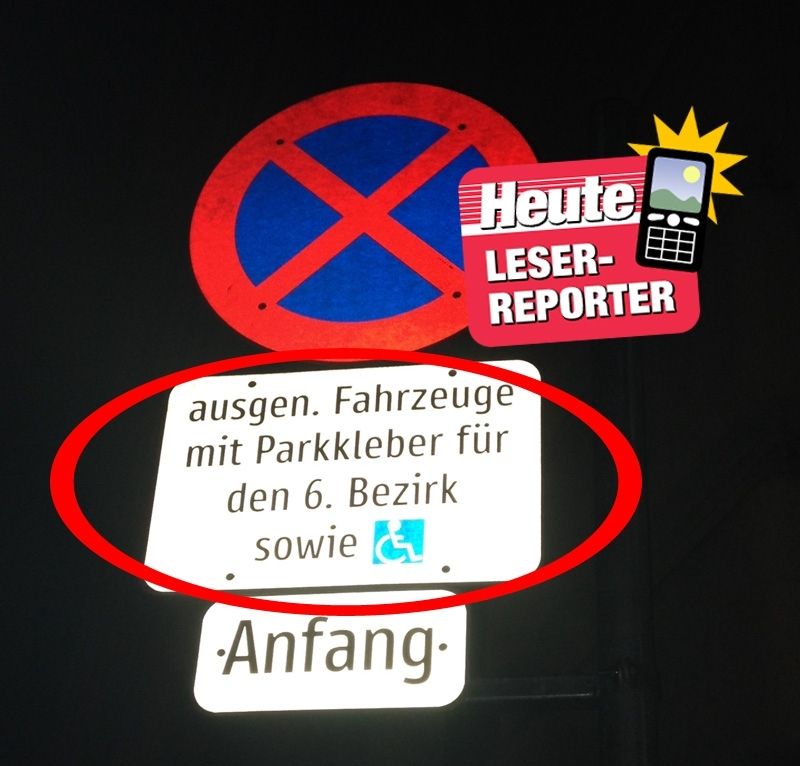 Heute
LESER-
REPORTER
ausgen. Fahrzeuge
mit Parkkleber für
den 6. Bezirk
sowie
·Anfang·